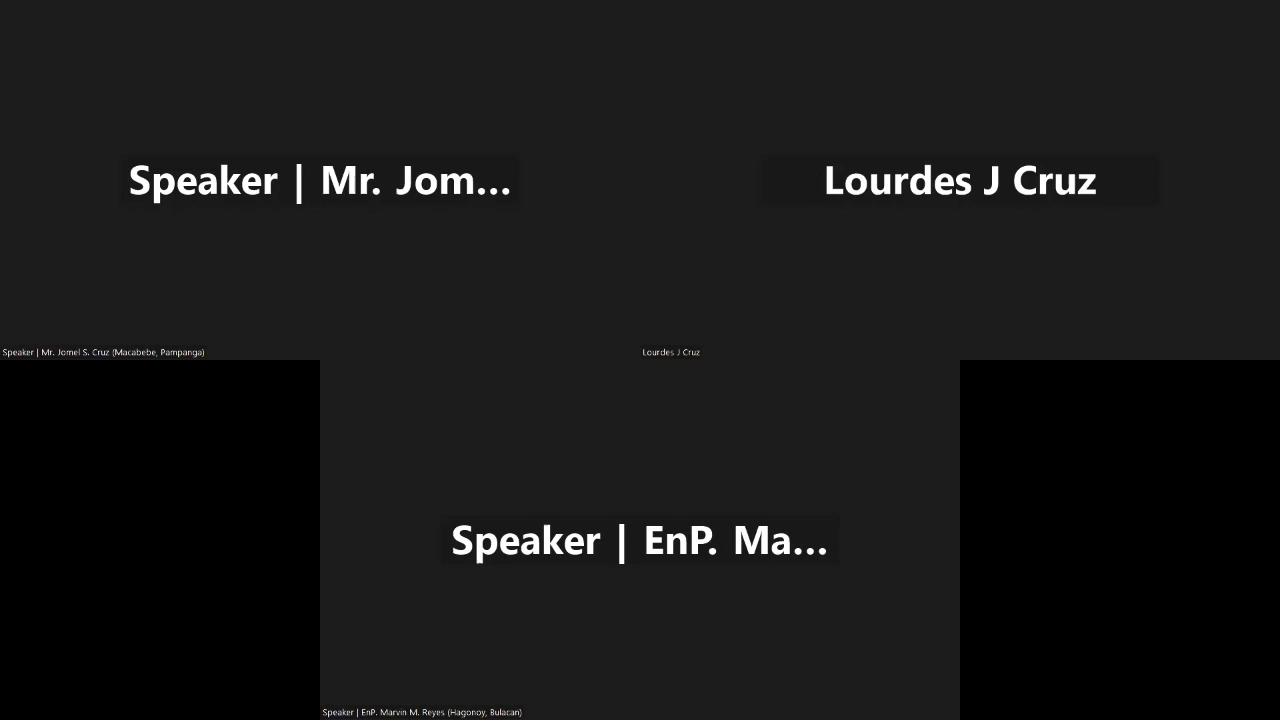 Speaker | Mr. Jom...
Lourdes J Cruz
Speaker | Mr. Jomel S. Cruz (Macabebe, Pampanga)
Lourdes J Cruz
Speaker | EnP. Ma...
Speaker | EnP. Marvin M. Reyes (Hagonoy, Bulacan)